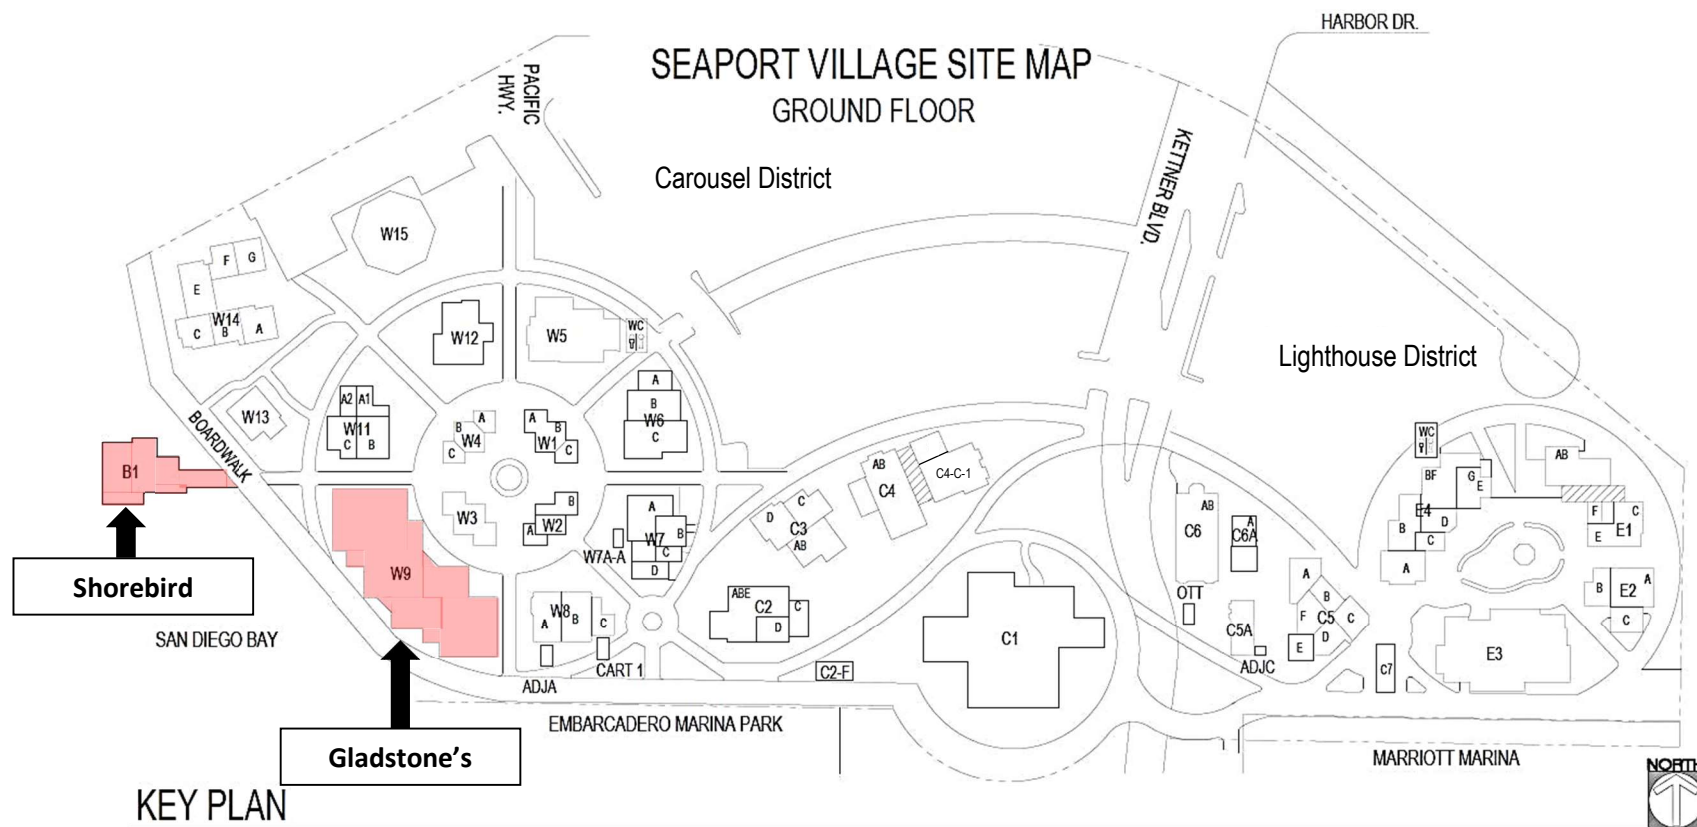 HARBOR DR.
SEAPORT VILLAGE SITE MAP
GROUND FLOOR
PACIFIC
HWY.
KETTNER BLVD.
Carousel District
Lighthouse District
W15
F
G
E
W14
C
B
A
W12
W5
WC
W13
BOARDWALK
A2
A1
W11
C
B
A
B
W4
C
A
B
W1
C
A
B
W6
C
B1
W3
B
W2
A
A
B
W7
C
D
W7A-A
W9
W8
A
B
C
CART 1
ADJA
D
C
C3
AB
AB
C4
C4-C-1
ABE
C2
C
D
C2-F
C1
AB
C6
A
C6A
OTT
C5A
ADJC
A
B
F
C5
C
D
E
C7
WC
BF
G
E
E4
D
B
C
A
AB
F
C
E1
E
B
E2
A
C
E3
Shorebird
SAN DIEGO BAY
Gladstone’s
EMBARCADERO MARINA PARK
MARRIOTT MARINA
KEY PLAN
NORTH